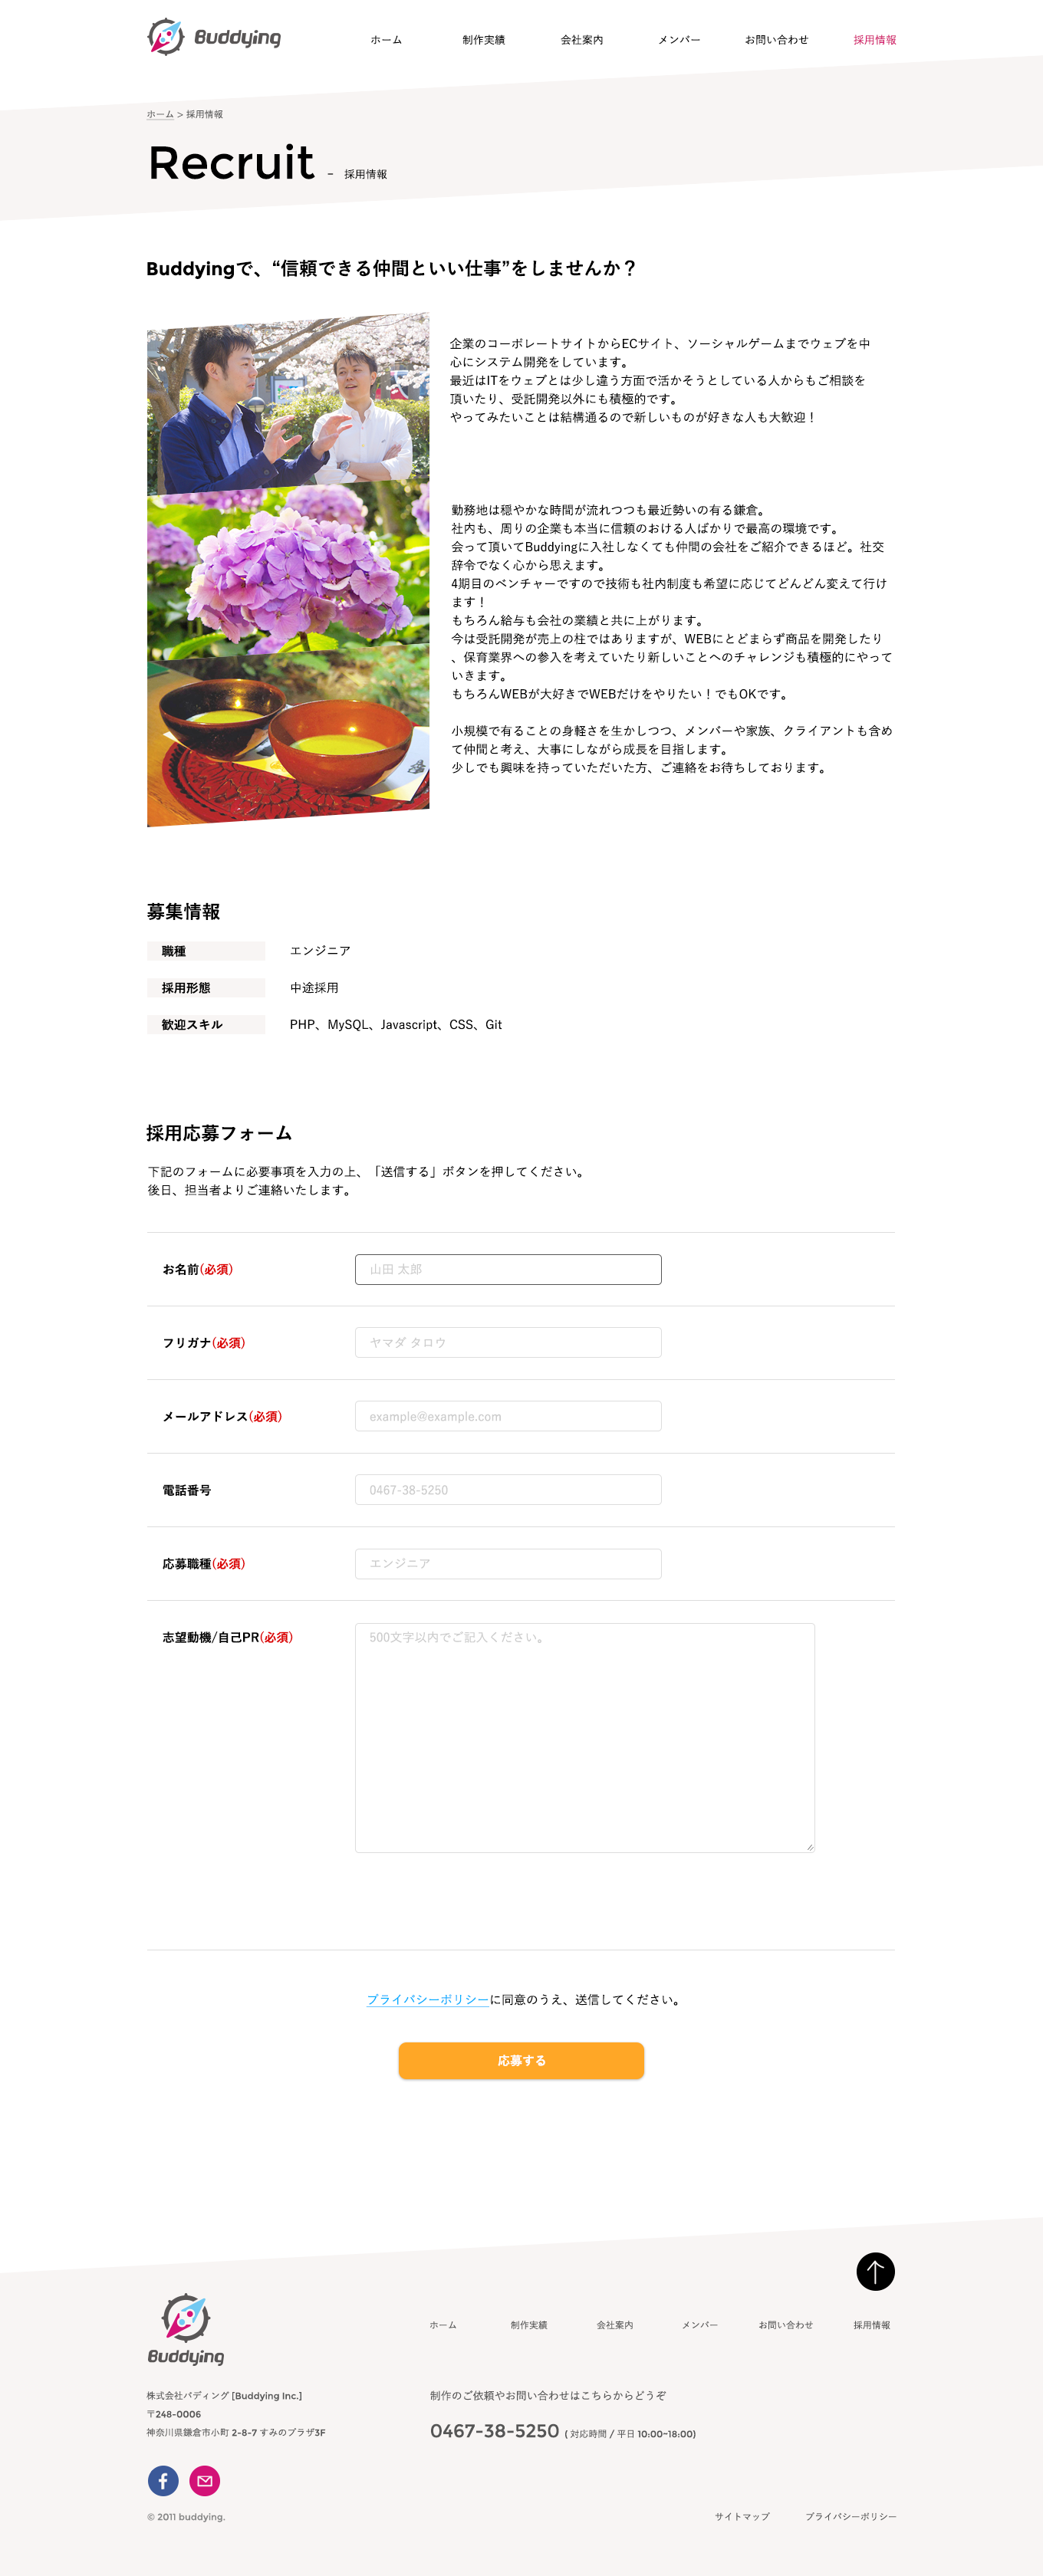 Buddying
ホーム
制作実績
会社案内
メンバー
お問い合わせ
採用情報
ホーム > 採用情報
Recruit - 採用情報
Buddyingで、“信頼できる仲間といい仕事”をしませんか？
企業のコーポレートサイトからECサイト、ソーシャルゲームまでウェブを中
心にシステム開発をしています。
最近はITをウェブとは少し違う方面で活かそうとしている人からもご相談を
頂いたり、受託開発以外にも積極的です。
やってみたいことは結構通るので新しいものが好きな人も大歓迎！
勤務地は穏やかな時間が流れつつも最近勢いの有る鎌倉。
社内も、周りの企業も本当に信頼のおける人ばかりで最高の環境です。
会って頂いてBuddyingに入社しなくても仲間の会社をご紹介できるほど。社交
辞令でなく心から思えます。
4期目のベンチャーですので技術も社内制度も希望に応じてどんどん変えて行け
ます！
もちろん給与も会社の業績と共に上がります。
今は受託開発が売上の柱ではありますが、WEBにとどまらず商品を開発したり
、保育業界への参入を考えていたり新しいことへのチャレンジも積極的にやって
いきます。
もちろんWEBが大好きでWEBだけをやりたい！でもOKです。
小規模で有ることの身軽さを生かしつつ、メンバーや家族、クライアントも含め
て仲間と考え、大事にしながら成長を目指します。
少しでも興味を持っていただいた方、ご連絡をお待ちしております。
募集情報
職種 エンジニア
採用形態 中途採用
歓迎スキル PHP、MySQL、Javascript、CSS、Git
採用応募フォーム
下記のフォームに必要事項を入力の上、「送信する」ボタンを押してください。
後日、担当者よりご連絡いたします。
お名前(必須) 山田 太郎
フリガナ(必須) ヤマダ タロウ
メールアドレス(必須) example@example.com
電話番号 0467-38-5250
応募職種(必須) エンジニア
志望動機/自己PR(必須) 500文字以内でご記入ください。
プライバシーポリシーに同意のうえ、送信してください。
応募する
Buddying
ホーム
制作実績
会社案内
メンバー
お問い合わせ
採用情報
株式会社バディング [Buddying Inc.]
〒248-0006
神奈川県鎌倉市小町 2-8-7 すみのプラザ3F
制作のご依頼やお問い合わせはこちらからどうぞ
0467-38-5250 ( 対応時間 / 平日 10:00~18:00)
© 2011 buddying.
サイトマップ
プライバシーポリシー